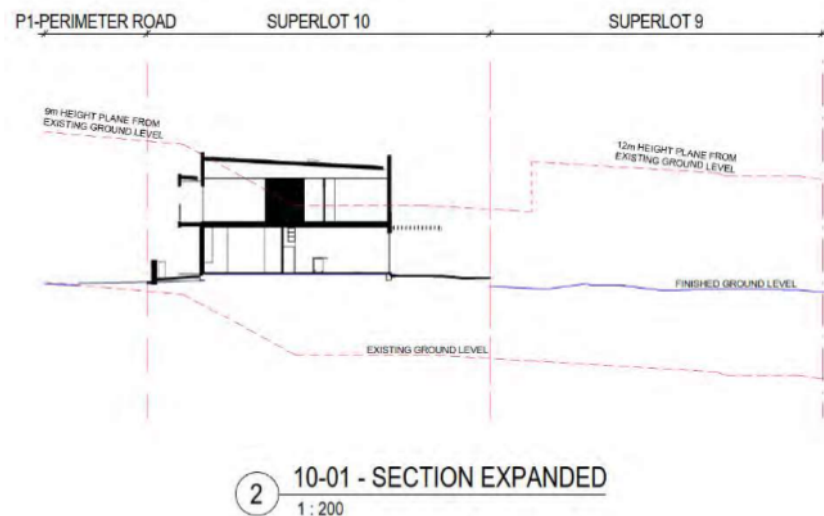 P1-PERIMETER ROAD
SUPERLOT 10
SUPERLOT 9
9m HEIGHT PLANE FROM
EXISTING GROUND LEVEL
12m HEIGHT PLANE FROM
EXISTING GROUND LEVEL
FINISHED GROUND LEVEL
EXISTING GROUND LEVEL
2
10-01 - SECTION EXPANDED
1 : 200